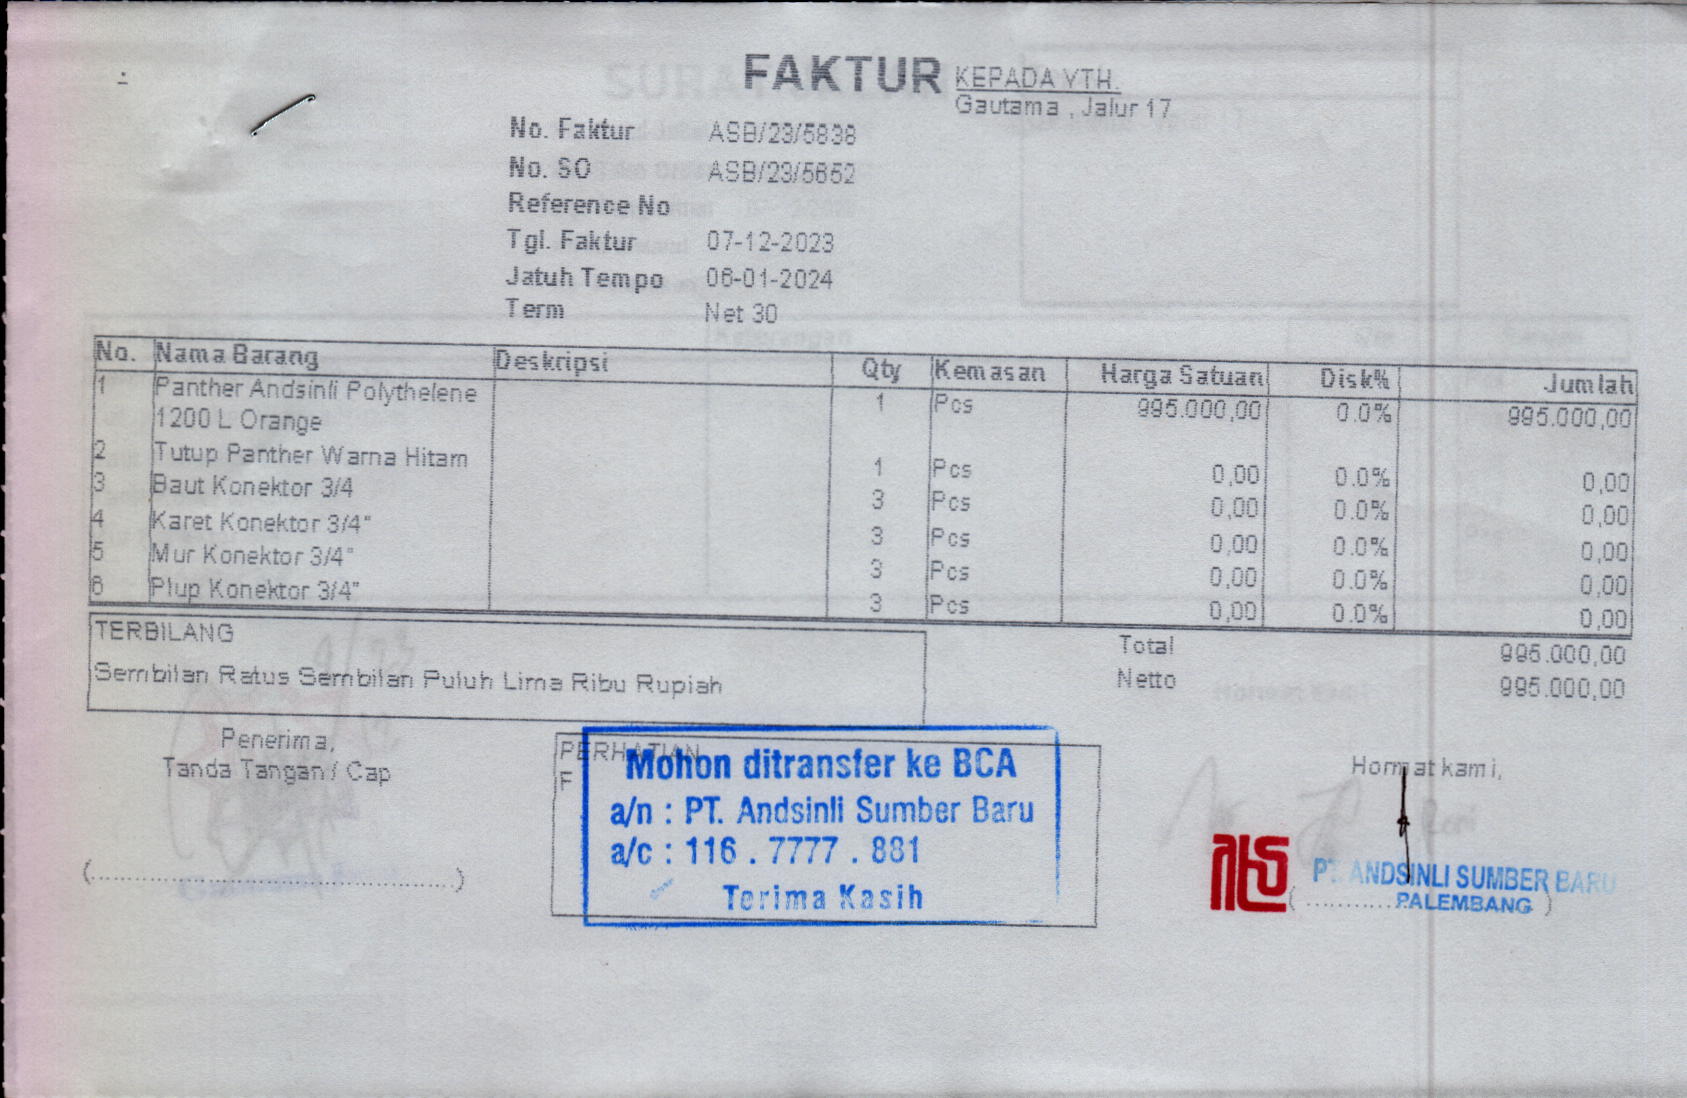 FAKTUR
KEPADA YTH.
Gautama , Jalur 17
No. Faktur ASB/23/5838
No. SO ASB/23/5652
Reference No
Tgl. Faktur 07-12-2023
Jatuh Tempo 06-01-2024
Term Net 30
No. Nama Barang Deskripsi Qty Kemasan Harga Satuan Disk% Jumlah
1 Panther Andsinli Polythelene 1 Pcs 995.000,00 0.0% 995.000,00
1200 L Orange
2 Tutup Panther Warna Hitam 1 Pcs 0,00 0.0% 0,00
3 Baut Konektor 3/4 3 Pcs 0,00 0.0% 0,00
4 Karet Konektor 3/4" 3 Pcs 0,00 0.0% 0,00
5 Mur Konektor 3/4" 3 Pcs 0,00 0.0% 0,00
6 Plup Konektor 3/4" 3 Pcs 0,00 0.0% 0,00
TERBILANG
Sembilan Ratus Sembilan Puluh Lima Ribu Rupiah
Total 995.000,00
Netto 995.000,00
Penerima,
Tanda Tangan / Cap
(................................................)
PERHATIAN
F
Mohon ditransfer ke BCA
a/n : PT. Andsinli Sumber Baru
a/c : 116 . 7777 . 881
Terima Kasih
Hormat kami,
PT. ANDSINLI SUMBER BARU
PALEMBANG